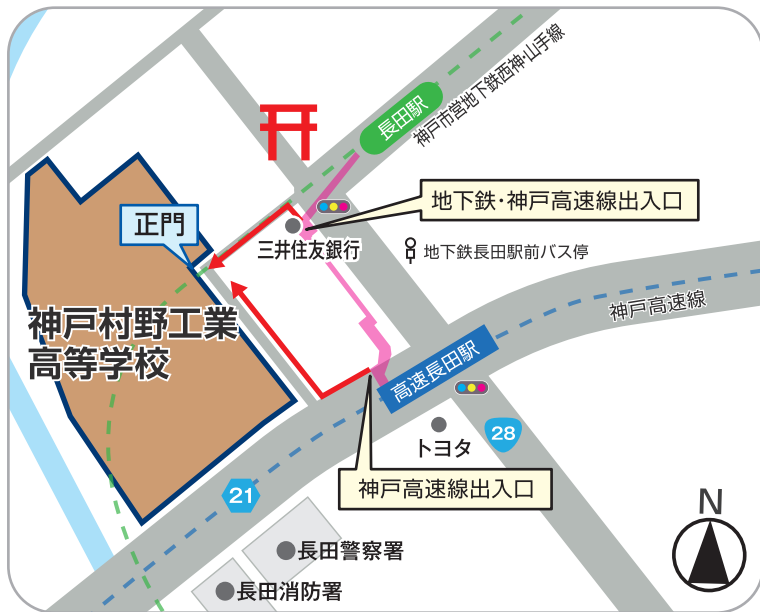 長田駅
神戸市営地下鉄西神・山手線
地下鉄・神戸高速線出入口
正門
三井住友銀行
地下鉄長田駅前バス停
神戸高速線
神戸村野工業
高等学校
高速長田駅
28
トヨタ
神戸高速線出入口
21
N
長田警察署
長田消防署